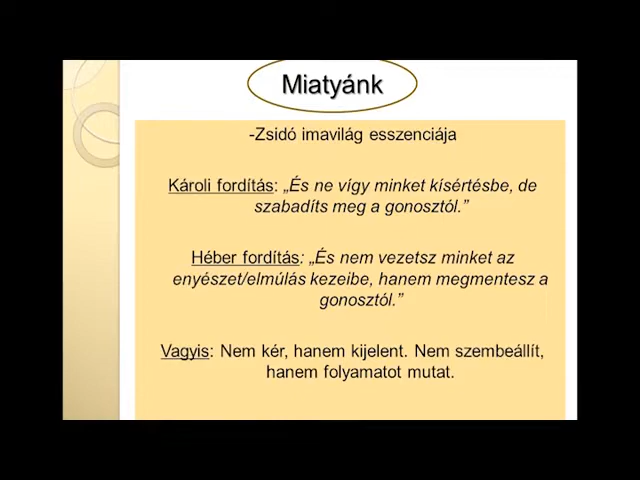 Miatyánk
-Zsidó imavilág esszenciája
Károli fordítás: „És ne vígy minket kísértésbe, de
szabadíts meg a gonosztól.”
Héber fordítás: „És nem vezetsz minket az
enyészet/elmúlás kezeibe, hanem megmentesz a
gonosztól.”
Vagyis: Nem kér, hanem kijelent. Nem szembeállít,
hanem folyamatot mutat.